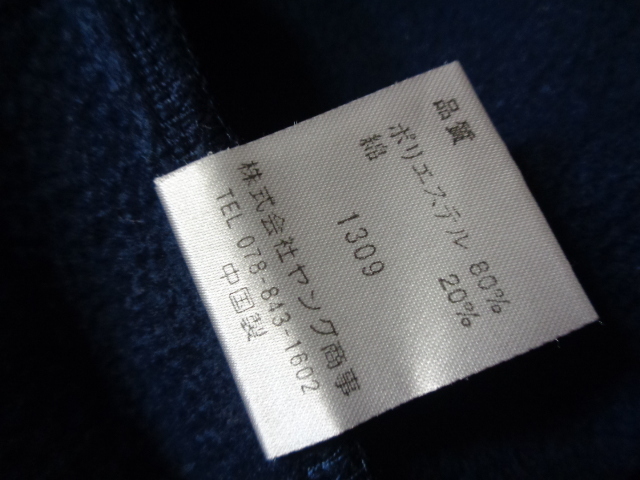 品質
ポリエステル 80%
綿 20%
1309
株式会社ヤング商事
TEL 078-843-1602
中国製